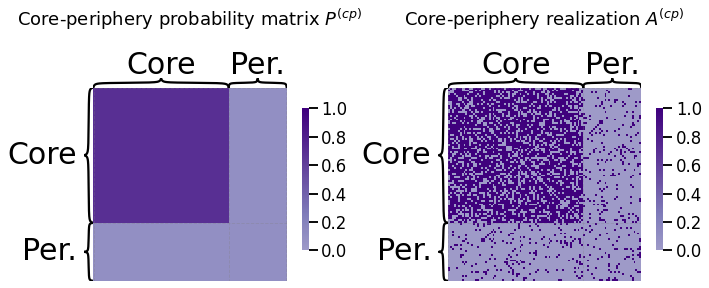 Core-periphery probability matrix P^(cp)
Core-periphery realization A^(cp)
Core Per.
Core
Per.
1.0
0.8
0.6
0.4
0.2
0.0
Core Per.
Core
Per.
1.0
0.8
0.6
0.4
0.2
0.0